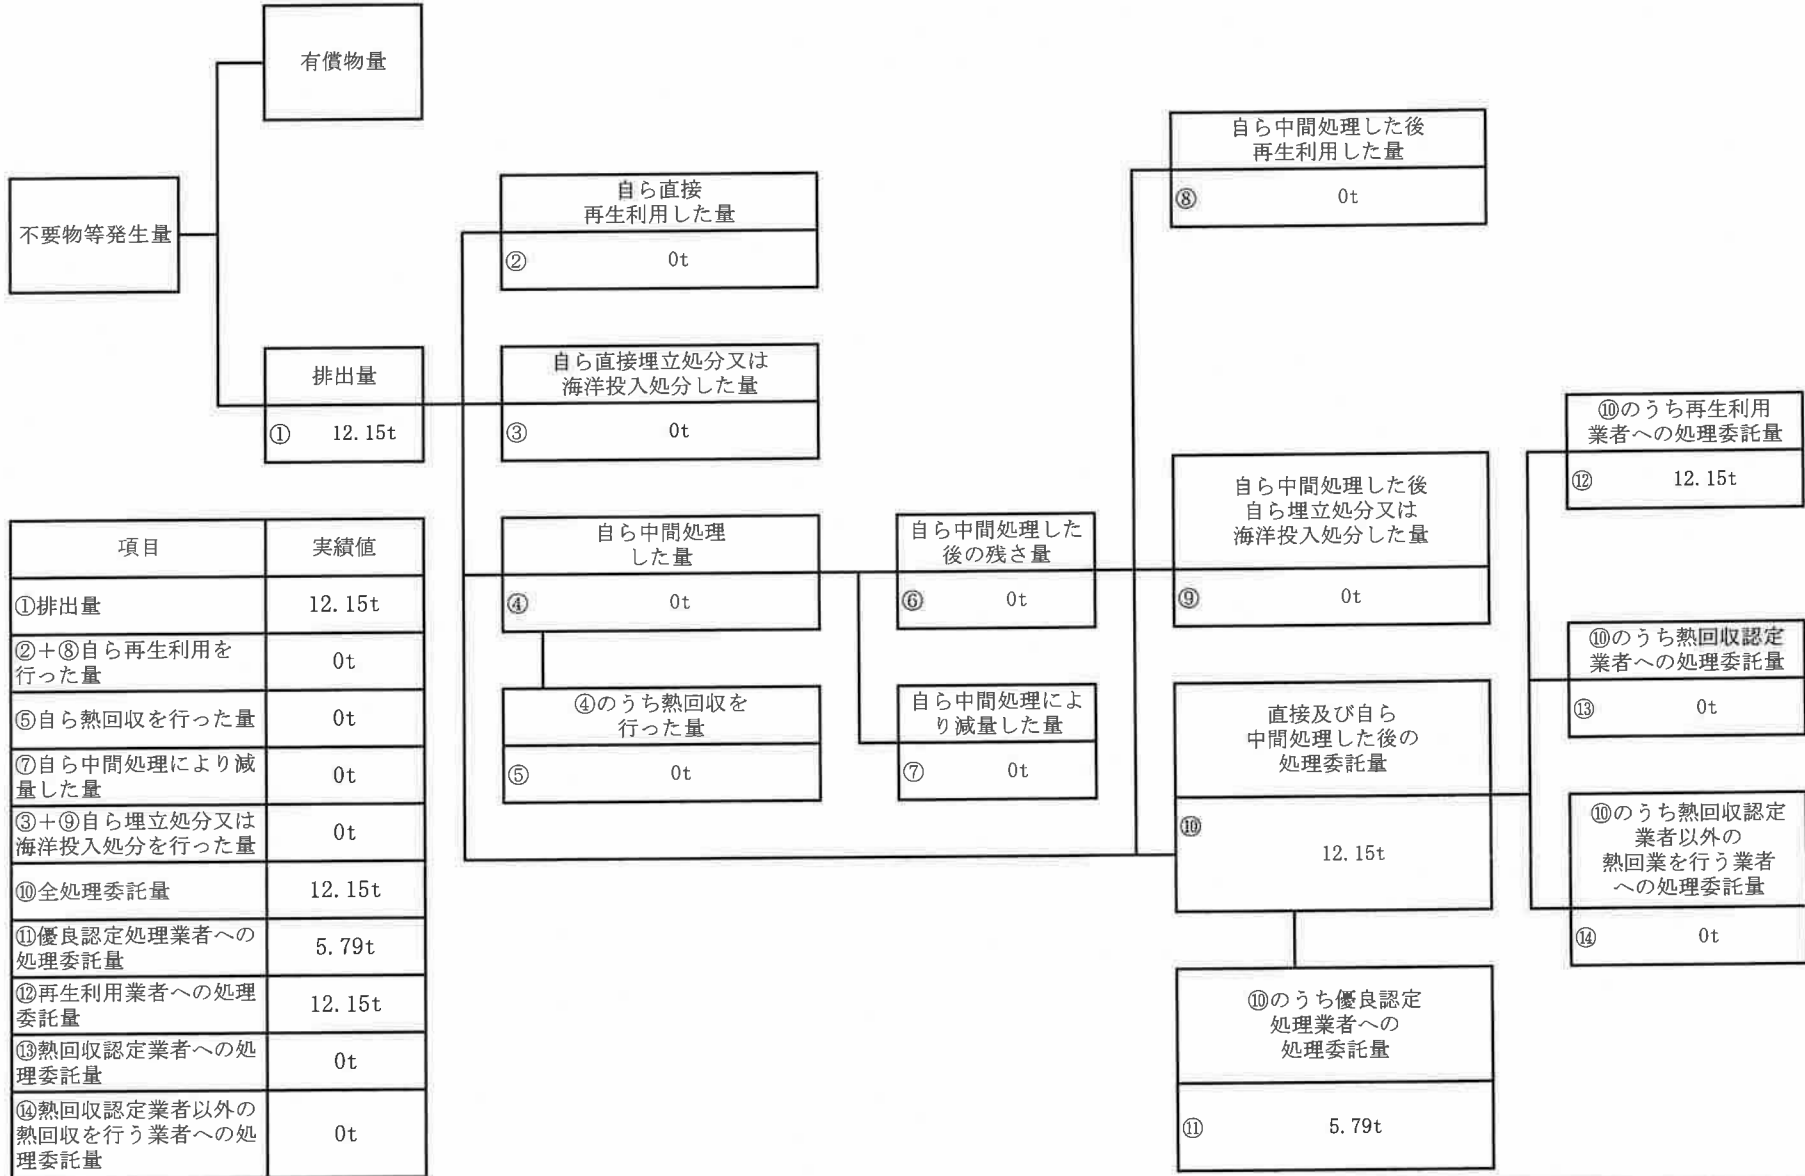 有償物量
不要物等発生量
排出量
① 12.15t
自ら直接
再生利用した量
② 0t
自ら直接埋立処分又は
海洋投入処分した量
③ 0t
自ら中間処理
した量
④ 0t
④のうち熱回収を
行った量
⑤ 0t
自ら中間処理した
後の残さ量
⑥ 0t
自ら中間処理によ
り減量した量
⑦ 0t
自ら中間処理した後
再生利用した量
⑧ 0t
自ら中間処理した後
自ら埋立処分又は
海洋投入処分した量
⑨ 0t
直接及び自ら
中間処理した後の
処理委託量
⑩
12.15t
⑩のうち優良認定
処理業者への
処理委託量
⑪ 5.79t
⑩のうち再生利用
業者への処理委託量
⑫ 12.15t
⑩のうち熱回収認定
業者への処理委託量
⑬ 0t
⑩のうち熱回収認定
業者以外の
熱回業を行う業者
への処理委託量
⑭ 0t
項目 実績値
①排出量 12.15t
②+⑧自ら再生利用を
行った量
0t
⑤自ら熱回収を行った量 0t
⑦自ら中間処理により減
量した量
0t
③+⑨自ら埋立処分又は
海洋投入処分を行った量
0t
⑩全処理委託量 12.15t
⑪優良認定処理業者への
処理委託量
5.79t
⑫再生利用業者への処理
委託量
12.15t
⑬熱回収認定業者への処
理委託量
0t
⑭熱回収認定業者以外の
熱回収を行う業者への処
理委託量
0t